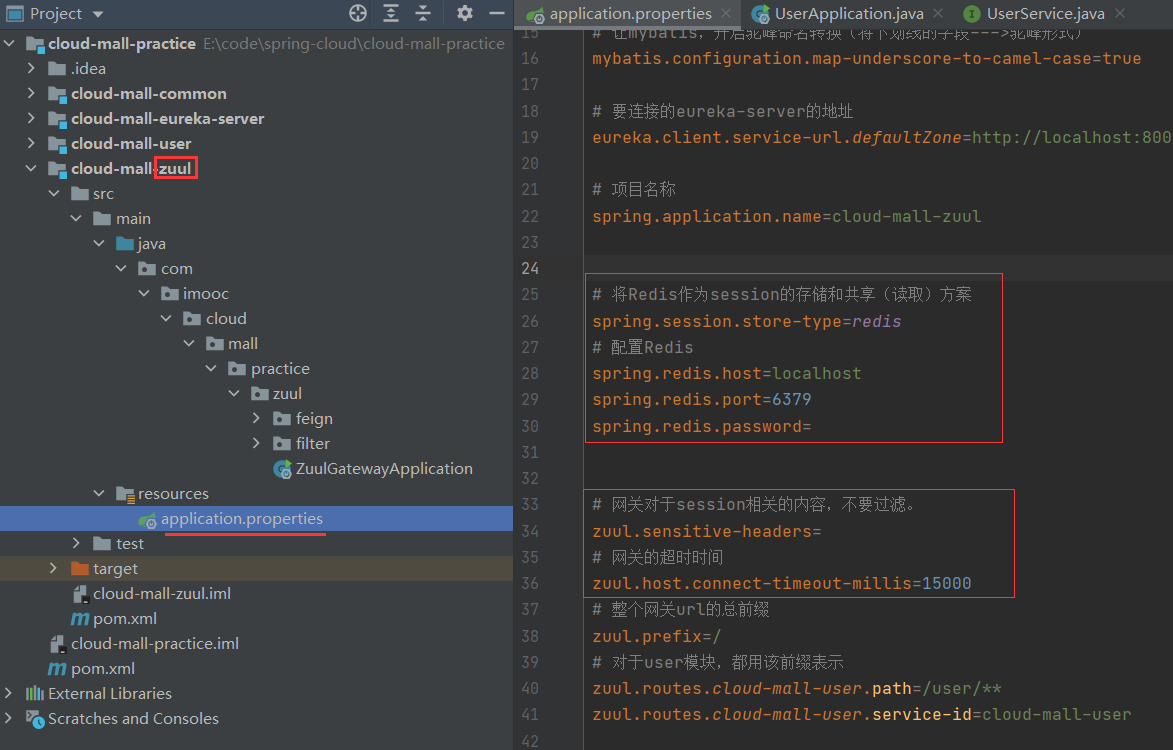 Project
cloud-mall-practice E:\code\spring-cloud\cloud-mall-practice
.idea
cloud-mall-common
cloud-mall-eureka-server
cloud-mall-user
cloud-mall-zuul
src
main
java
com
imooc
cloud
mall
practice
zuul
feign
filter
ZuulGatewayApplication
resources
application.properties
test
target
cloud-mall-zuul.iml
pom.xml
cloud-mall-practice.iml
pom.xml
External Libraries
Scratches and Consoles
application.properties UserApplication.java UserService.java
15 # 让mybatis，开启驼峰命名转换（将下划线的字段--->驼峰形式）
16 mybatis.configuration.map-underscore-to-camel-case=true
17
18 # 要连接的eureka-server的地址
19 eureka.client.service-url.defaultZone=http://localhost:800
20
21 # 项目名称
22 spring.application.name=cloud-mall-zuul
23
24
25 # 将Redis作为session的存储和共享（读取）方案
26 spring.session.store-type=redis
27 # 配置Redis
28 spring.redis.host=localhost
29 spring.redis.port=6379
30 spring.redis.password=
31
32
33 # 网关对于session相关的内容，不要过滤。
34 zuul.sensitive-headers=
35 # 网关的超时时间
36 zuul.host.connect-timeout-millis=15000
37 # 整个网关url的总前缀
38 zuul.prefix=/
39 # 对于user模块，都用该前缀表示
40 zuul.routes.cloud-mall-user.path=/user/**
41 zuul.routes.cloud-mall-user.service-id=cloud-mall-user
42